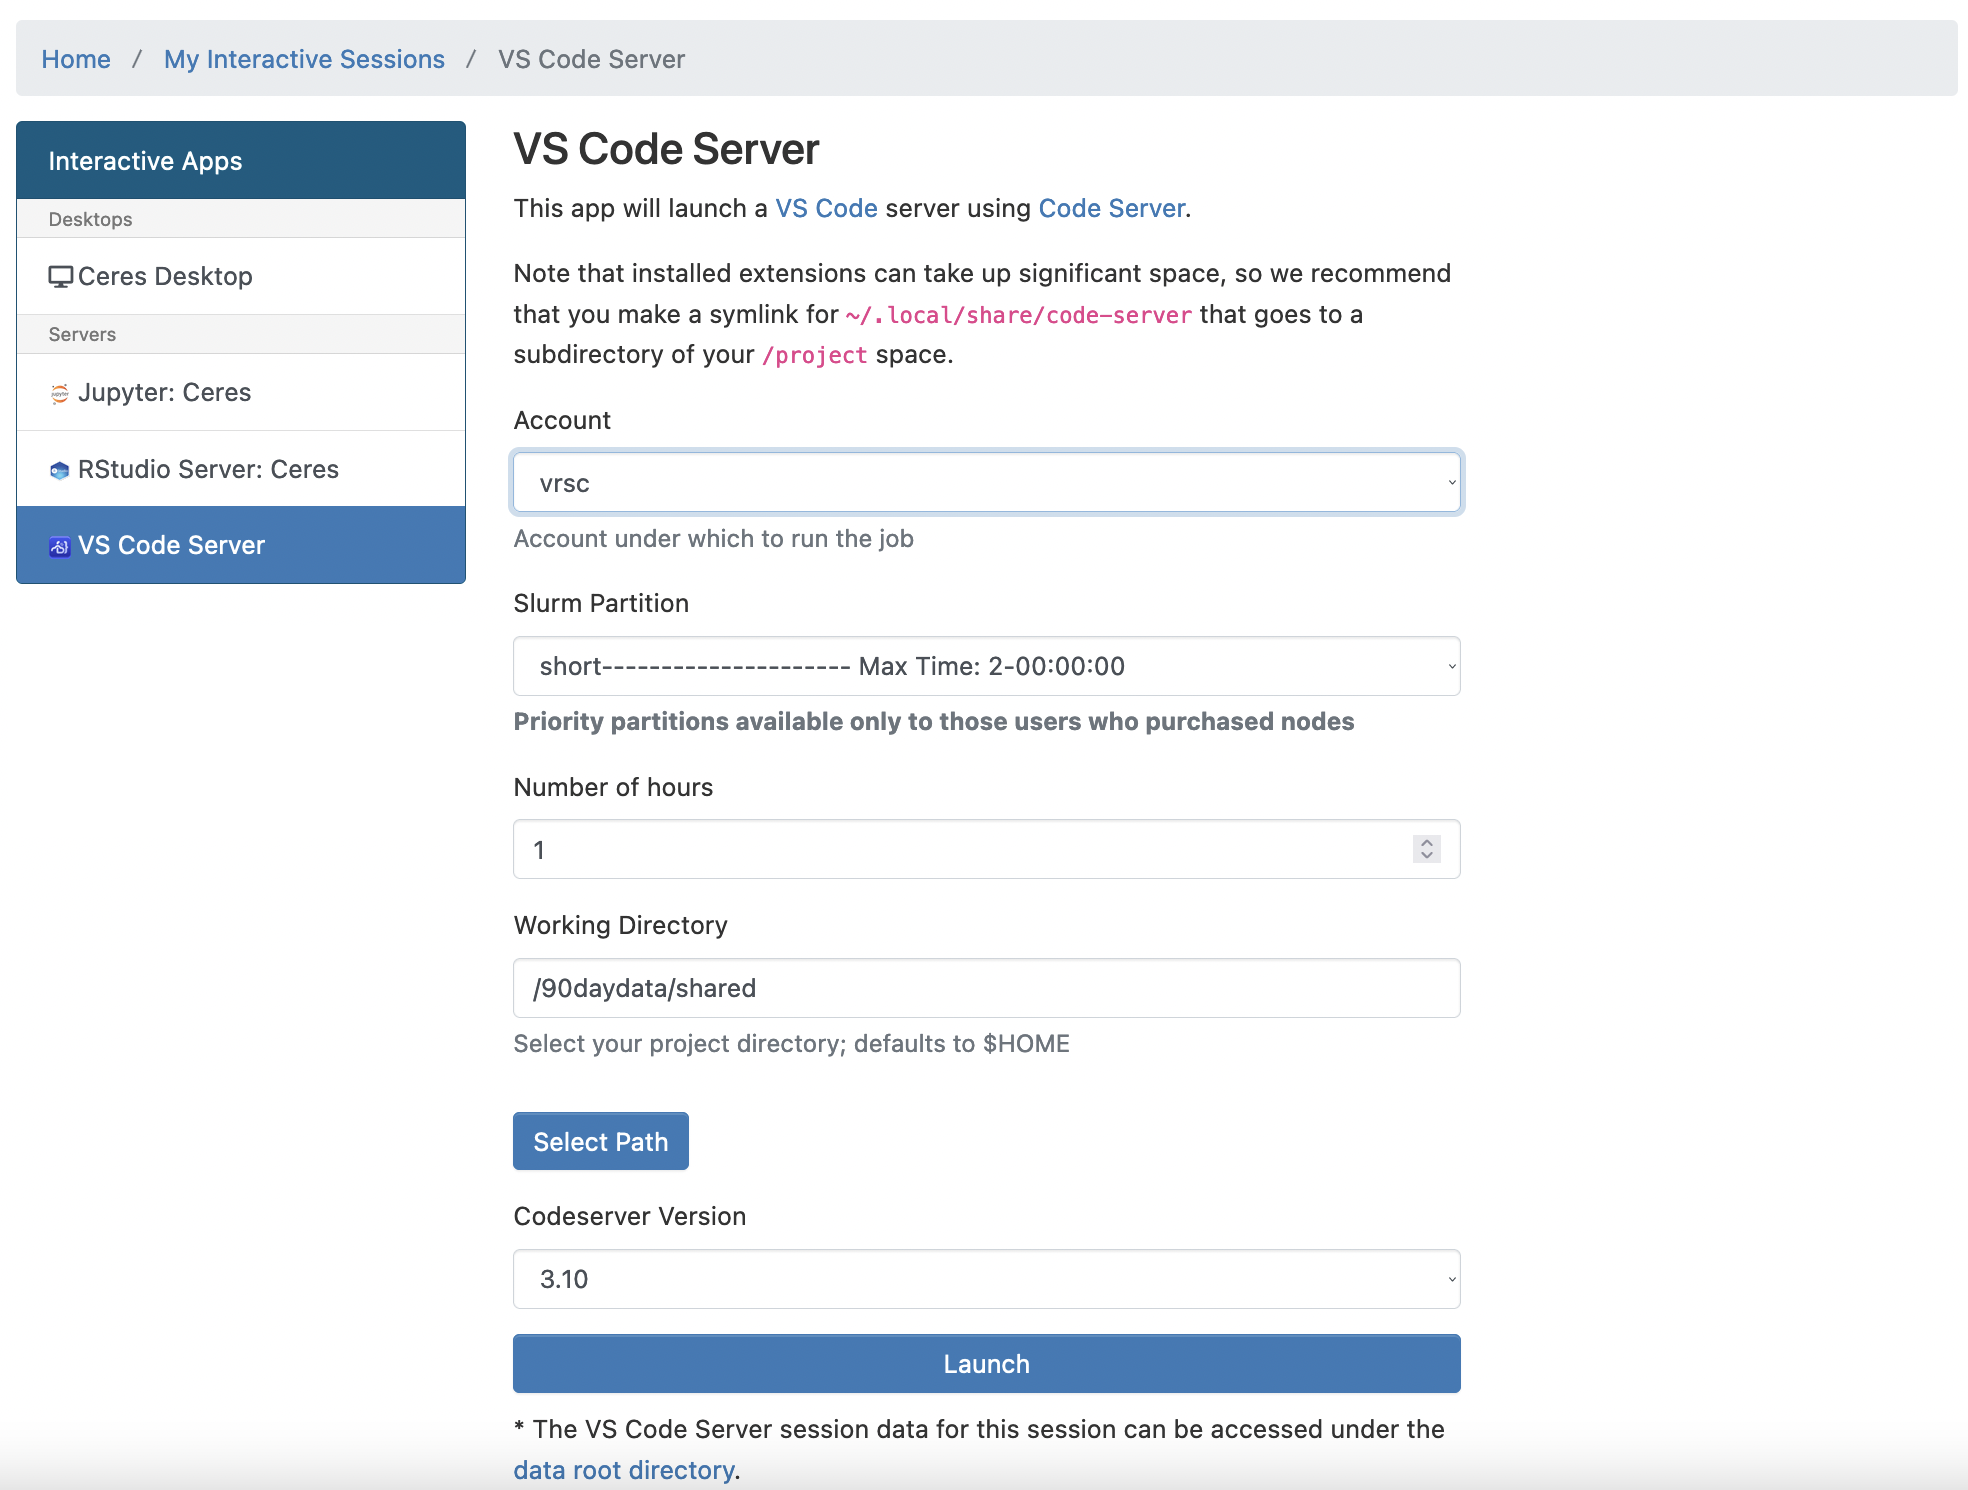 Home / My Interactive Sessions / VS Code Server
Interactive Apps
Desktops
Ceres Desktop
Servers
Jupyter: Ceres
RStudio Server: Ceres
VS Code Server
VS Code Server
This app will launch a VS Code server using Code Server.
Note that installed extensions can take up significant space, so we recommend
that you make a symlink for ~/.local/share/code-server that goes to a
subdirectory of your /project space.
Account
vrsc
Account under which to run the job
Slurm Partition
short--------------------- Max Time: 2-00:00:00
Priority partitions available only to those users who purchased nodes
Number of hours
1
Working Directory
/90daydata/shared
Select your project directory; defaults to $HOME
Select Path
Codeserver Version
3.10
Launch
* The VS Code Server session data for this session can be accessed under the
data root directory.